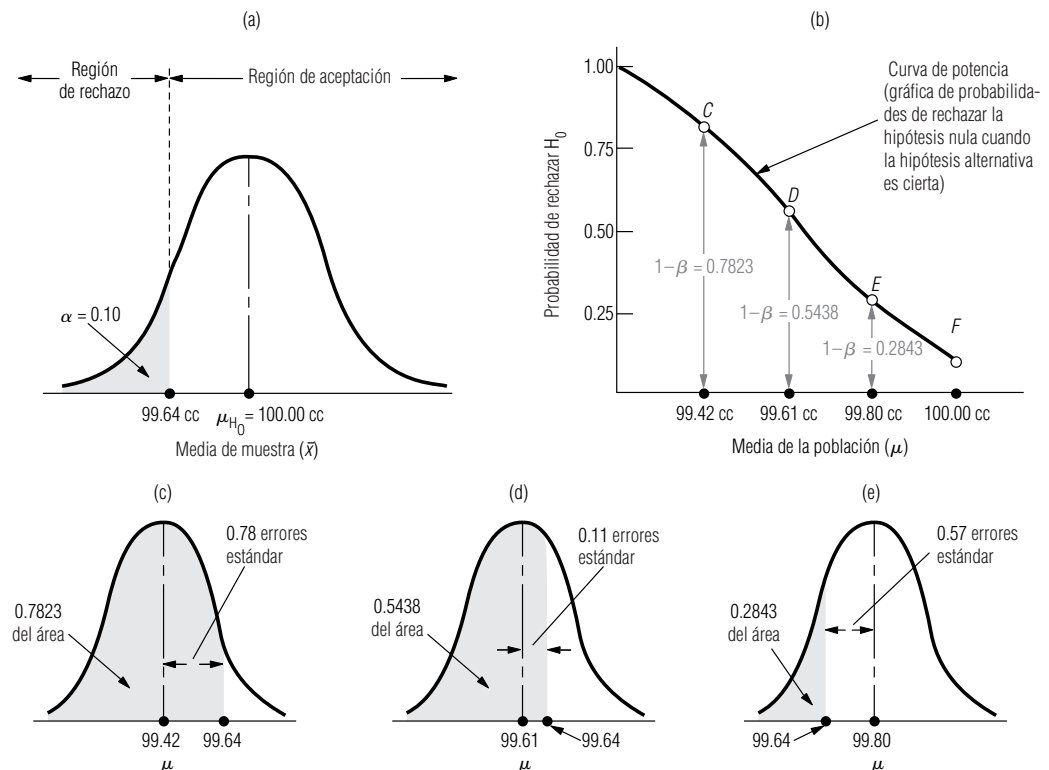 (a)
Región
de rechazo
Región de aceptación
α = 0.10
99.64 cc
μH0 = 100.00 cc
Media de muestra (x̄)
(b)
Probabilidad de rechazar H0
1.00
0.75
0.50
0.25
C
D
E
F
1−β = 0.7823
1−β = 0.5438
1−β = 0.2843
Curva de potencia
(gráfica de probabilida-
des de rechazar la
hipótesis nula cuando
la hipótesis alternativa
es cierta)
99.42 cc
99.61 cc
99.80 cc
100.00 cc
Media de la población (μ)
(c)
0.78 errores
estándar
0.7823
del área
99.42
99.64
μ
(d)
0.11 errores
estándar
0.5438
del área
99.61
99.64
μ
(e)
0.57 errores
estándar
0.2843
del área
99.64
99.80
μ